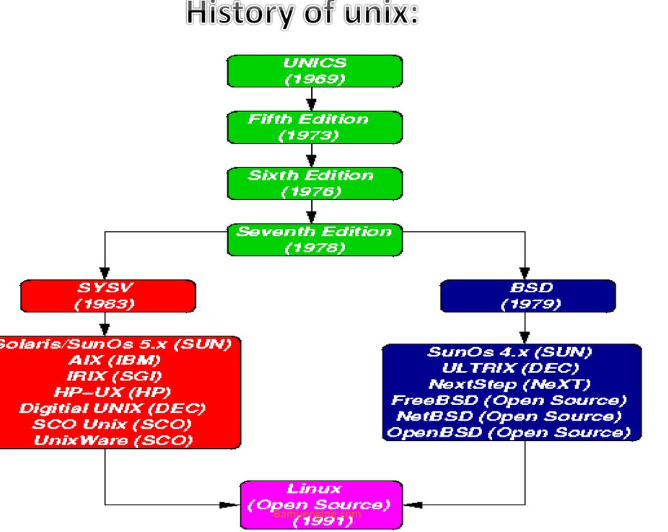 History of unix:
UNICS
(1969)
Fifth Edition
(1973)
Sixth Edition
(1976)
Seventh Edition
(1978)
SYSV
(1983)
BSD
(1979)
Solaris/SunOs 5.x (SUN)
AIX (IBM)
IRIX (SGI)
HP-UX (HP)
Digitial UNIX (DEC)
SCO Unix (SCO)
UnixWare (SCO)
SunOs 4.x (SUN)
ULTRIX (DEC)
NextStep (NeXT)
FreeBSD (Open Source)
NetBSD (Open Source)
OpenBSD (Open Source)
Linux
(Open Source)
(1991)